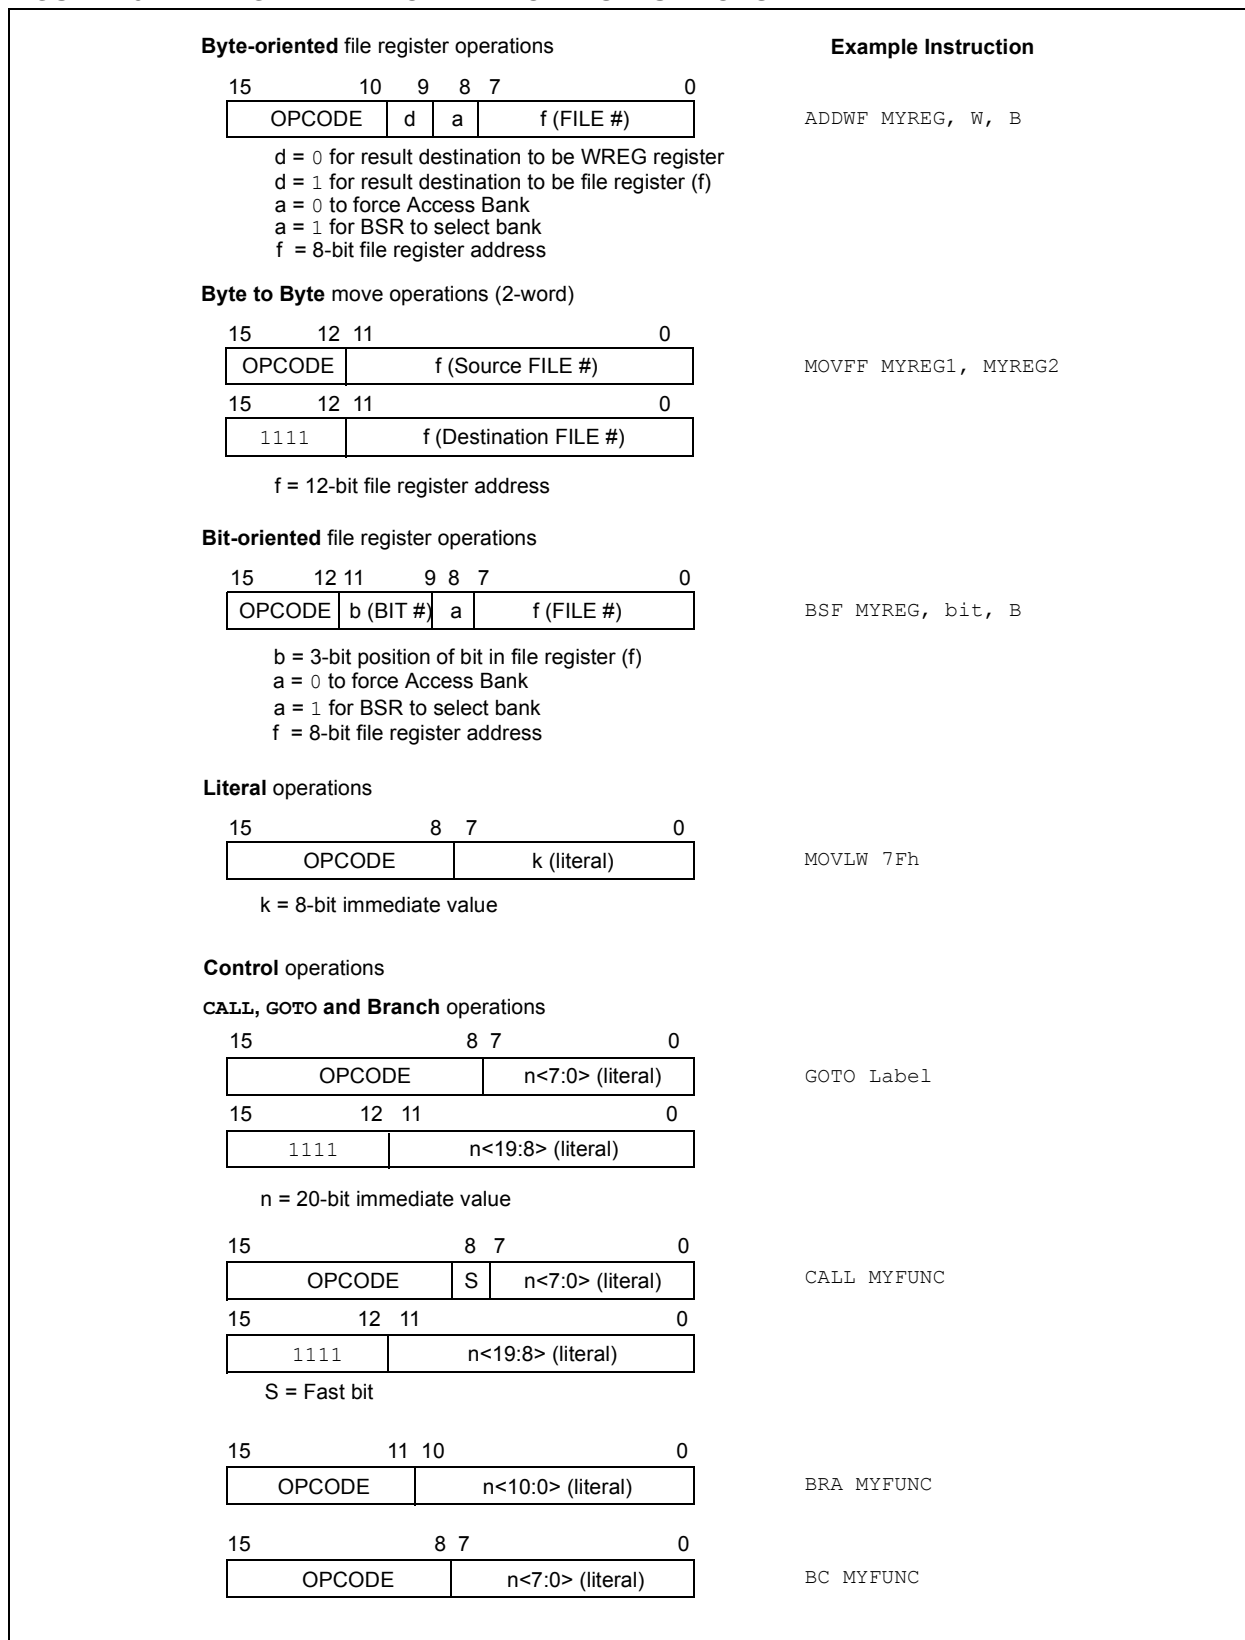 Byte-oriented file register operations Example Instruction
15 10 9 8 7 0
OPCODE d a f (FILE #) ADDWF MYREG, W, B
d = 0 for result destination to be WREG register
d = 1 for result destination to be file register (f)
a = 0 to force Access Bank
a = 1 for BSR to select bank
f = 8-bit file register address
Byte to Byte move operations (2-word)
15 12 11 0
OPCODE f (Source FILE #) MOVFF MYREG1, MYREG2
15 12 11 0
1111 f (Destination FILE #)
f = 12-bit file register address
Bit-oriented file register operations
15 12 11 9 8 7 0
OPCODE b (BIT #) a f (FILE #) BSF MYREG, bit, B
b = 3-bit position of bit in file register (f)
a = 0 to force Access Bank
a = 1 for BSR to select bank
f = 8-bit file register address
Literal operations
15 8 7 0
OPCODE k (literal) MOVLW 7Fh
k = 8-bit immediate value
Control operations
CALL, GOTO and Branch operations
15 8 7 0
OPCODE n<7:0> (literal) GOTO Label
15 12 11 0
1111 n<19:8> (literal)
n = 20-bit immediate value
15 8 7 0
OPCODE S n<7:0> (literal) CALL MYFUNC
15 12 11 0
1111 n<19:8> (literal)
S = Fast bit
15 11 10 0
OPCODE n<10:0> (literal) BRA MYFUNC
15 8 7 0
OPCODE n<7:0> (literal) BC MYFUNC